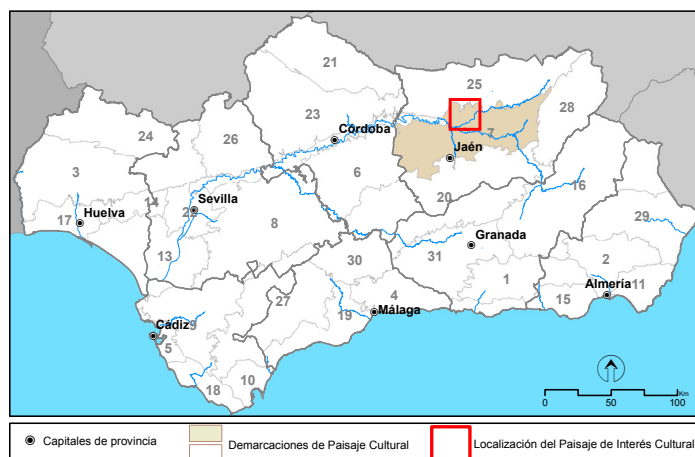 21
25
23
28
Córdoba
24
26
7
Jaén
3
6
20
16
14
Sevilla
17
Huelva
29
8
Granada
13
31
30
2
1
Almería
11
27
4
15
19
Málaga
9
Cádiz
5
18
10
Km
0
50
100
Capitales de provincia
Demarcaciones de Paisaje Cultural
Localización del Paisaje de Interés Cultural